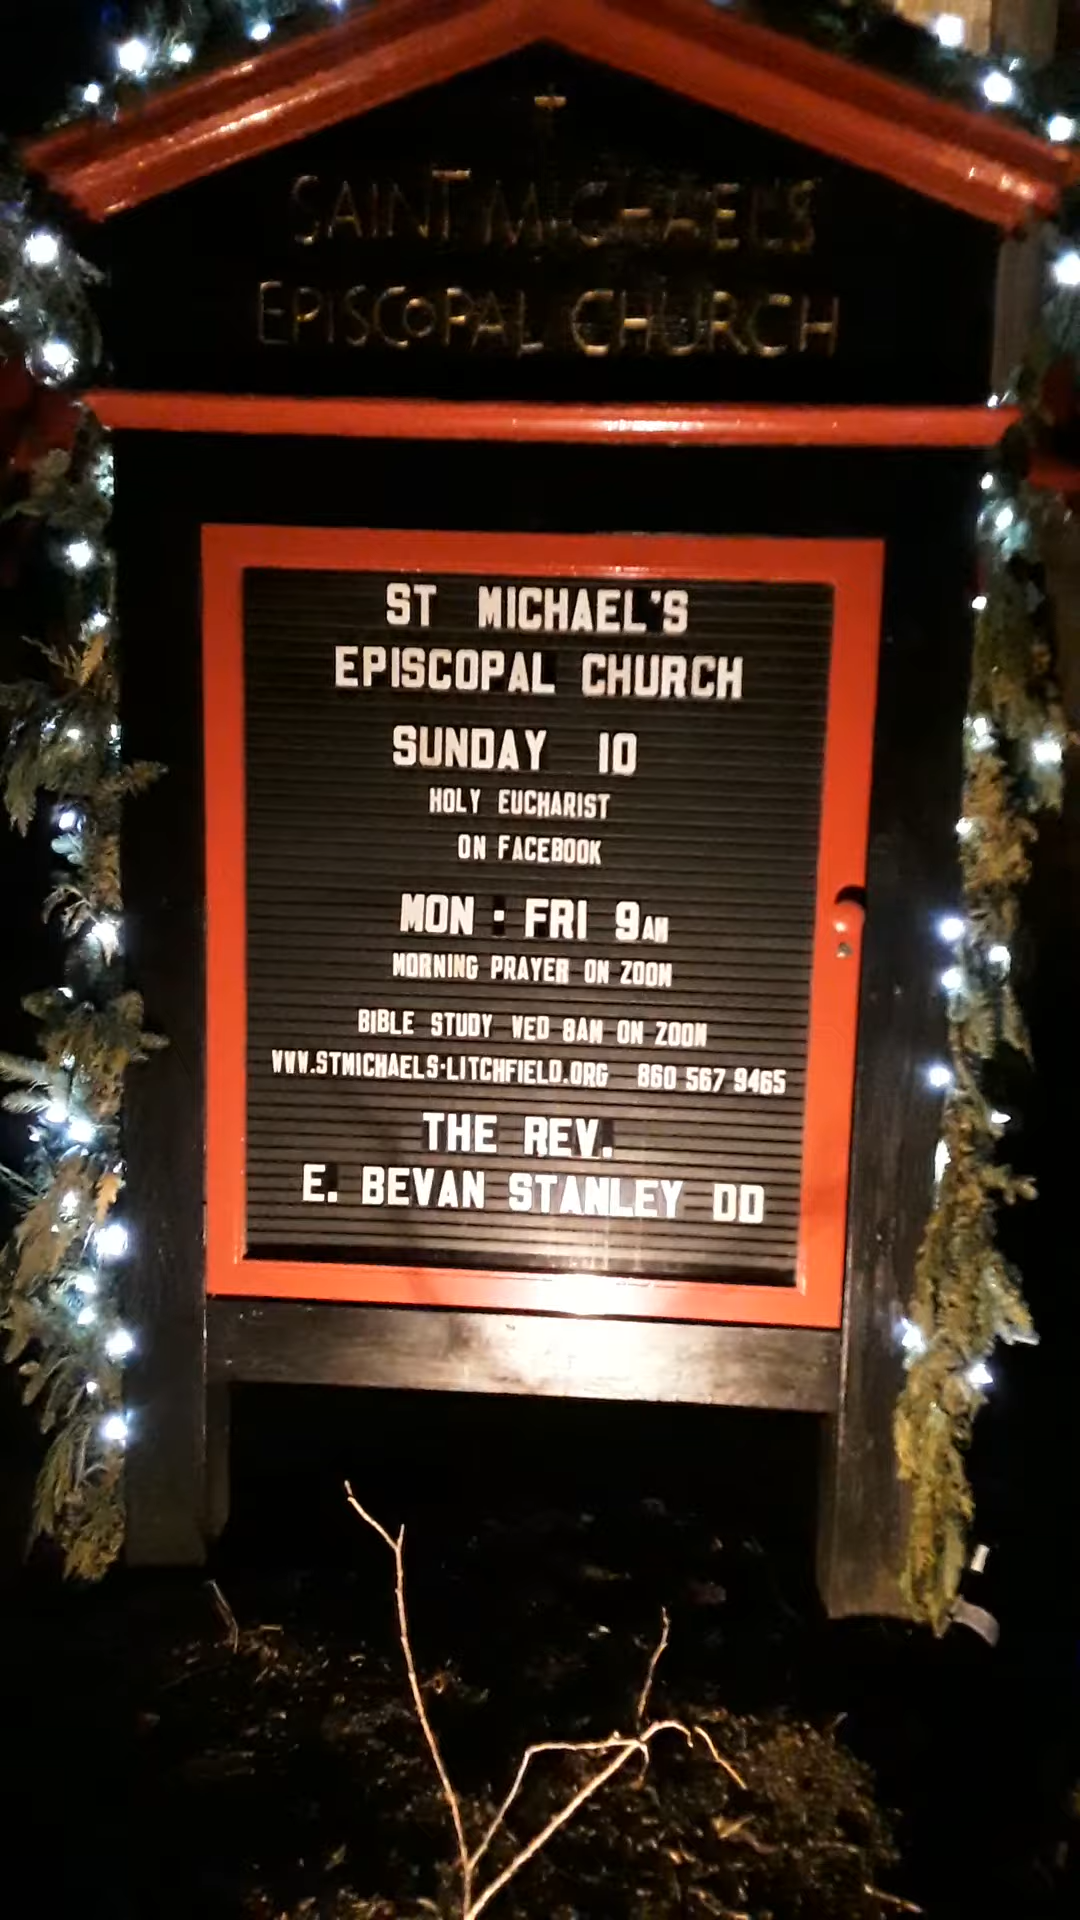 SAINT MICHAEL'S
EPISCOPAL CHURCH
ST MICHAEL'S
EPISCOPAL CHURCH
SUNDAY 10
HOLY EUCHARIST
ON FACEBOOK
MON : FRI 9AM
MORNING PRAYER ON ZOOM
BIBLE STUDY WED 8AM ON ZOOM
WWW.STMICHAELS-LITCHFIELD.ORG 860 567 9465
THE REV.
E. BEVAN STANLEY DD